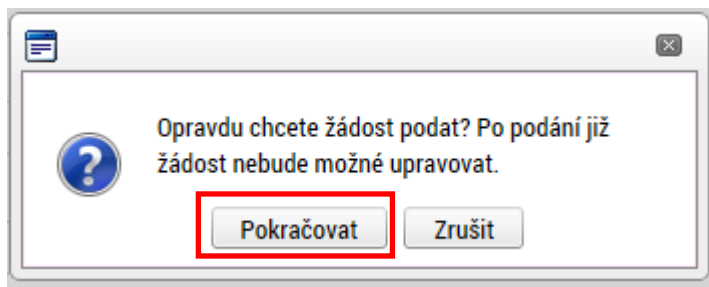 Opravdu chcete žádost podat? Po podání již
žádost nebude možné upravovat.
Pokračovat Zrušit